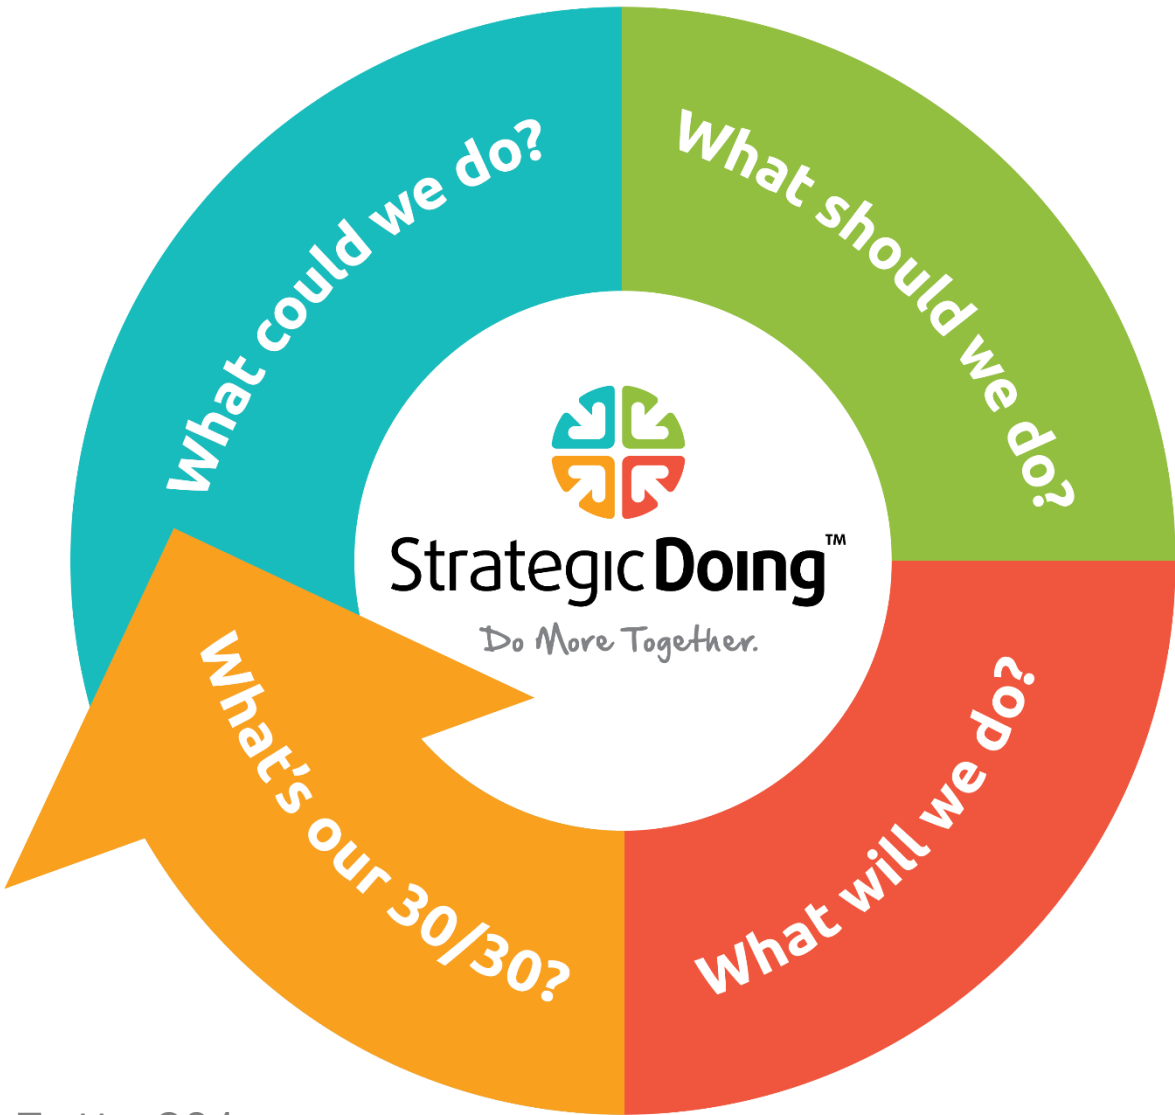 What could we do?
What should we do?
StrategicDoing™
Do More Together.
What's our 30/30?
What will we do?